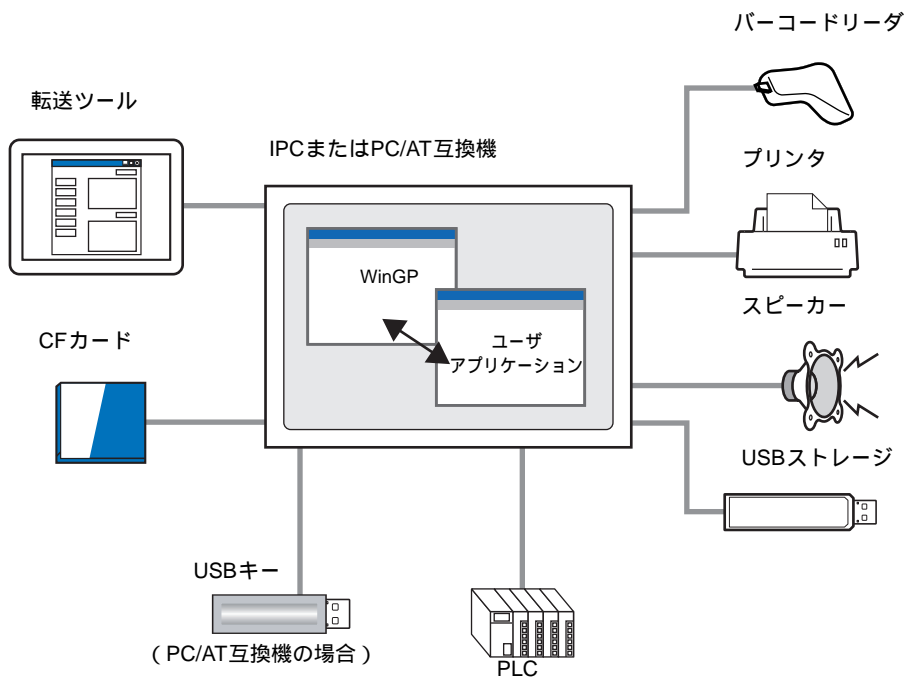 バーコードリーダ
転送ツール
IPCまたはPC/AT互換機
プリンタ
WinGP
スピーカー
CFカード
ユーザ
アプリケーション
USBストレージ
USBキー
(PC/AT互換機の場合)
PLC